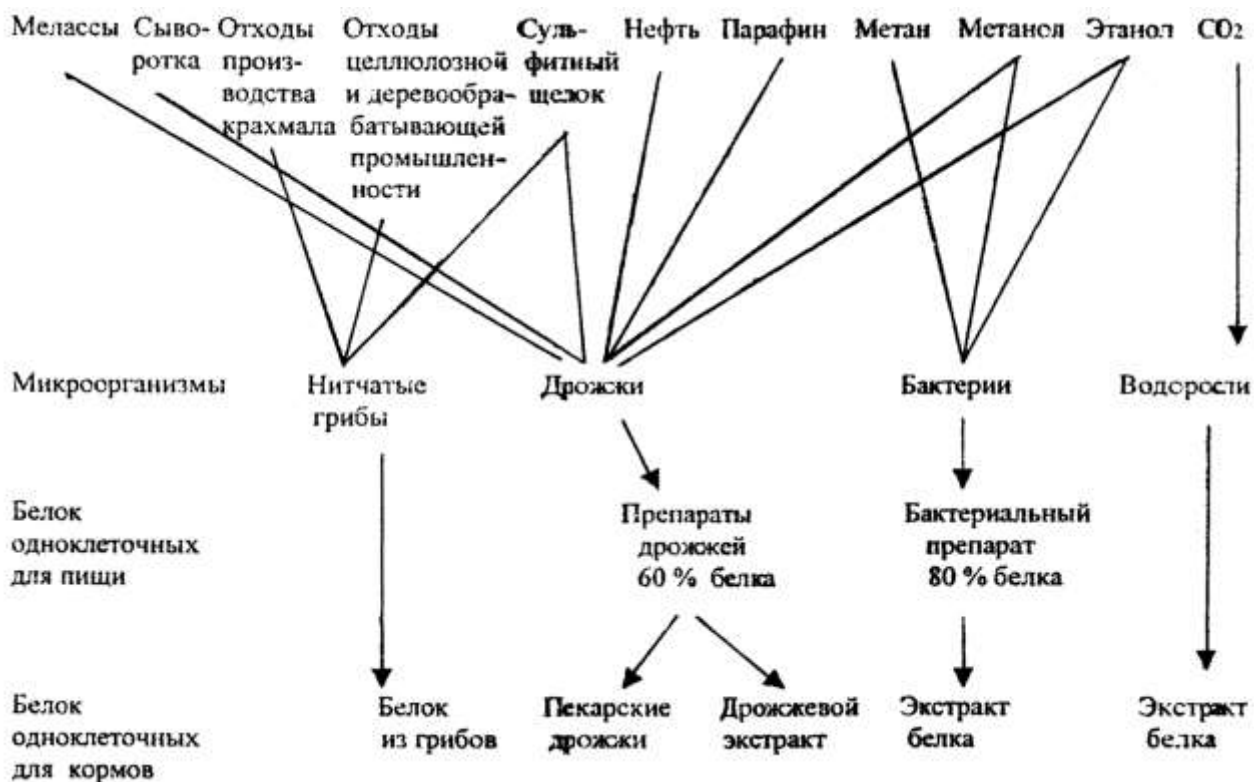 Мелассы Сыво- Отходы Отходы Суль- Нефть Парафин Метан Метанол Этанол CO2
ротка произ- целлюлозной фитный
водства и деревообра- щелок
крахмала батывающей
промышлен-
ности
Микроорганизмы Нитчатые Дрожжи Бактерии Водоросли
грибы
Белок Препараты Бактериальный
одноклеточных дрожжей препарат
для пищи 60 % белка 80 % белка
Белок Белок Пекарские Дрожжевой Экстракт Экстракт
одноклеточных из грибов дрожжи экстракт белка белка
для кормов